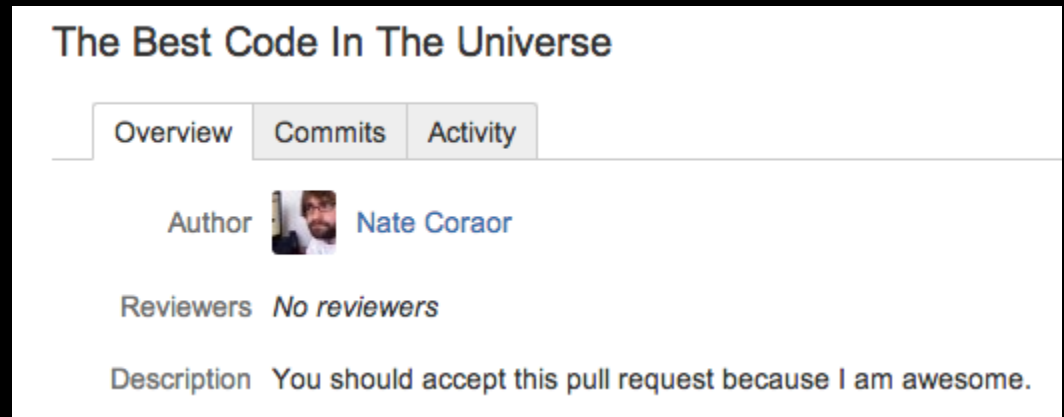 The Best Code In The Universe
Overview Commits Activity
Author Nate Coraor
Reviewers No reviewers
Description You should accept this pull request because I am awesome.